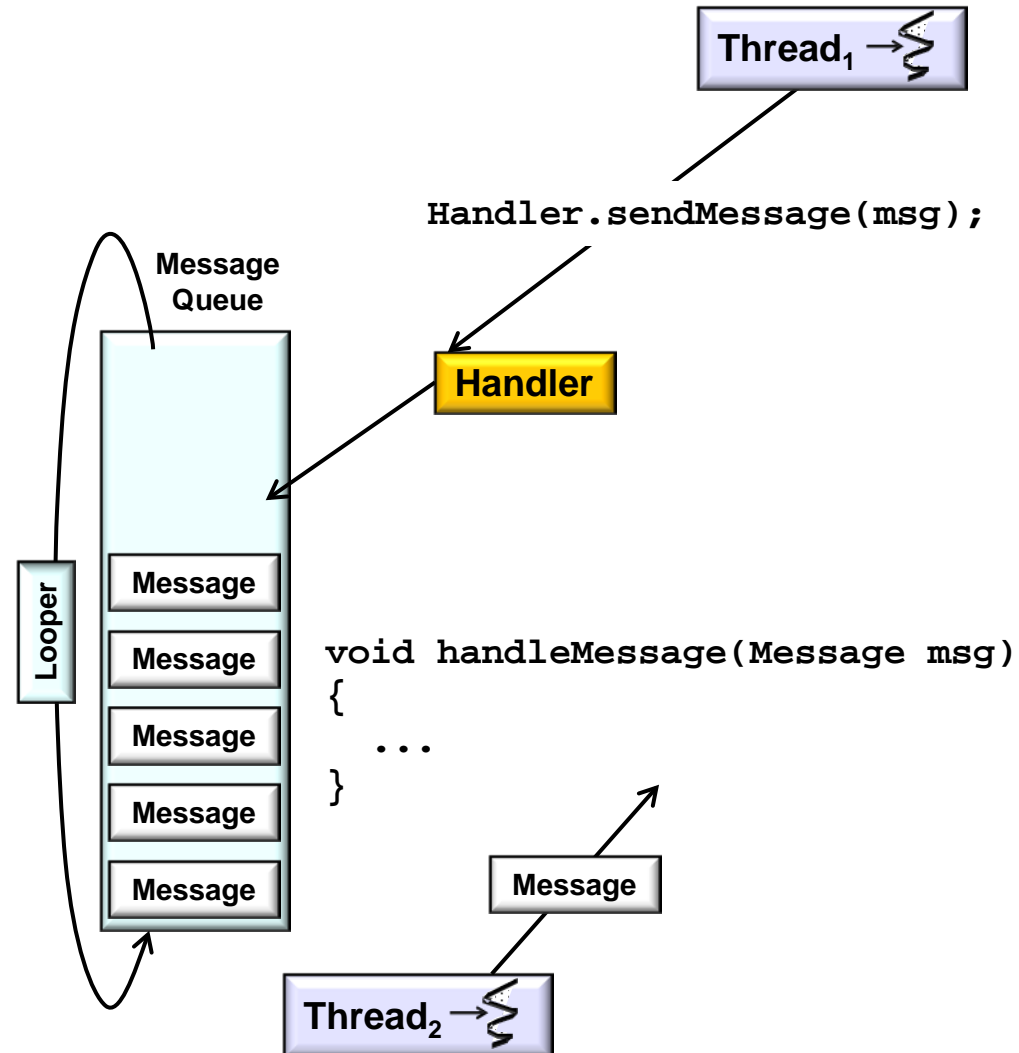 Thread₁
Handler.sendMessage(msg);
Message
Queue
Handler
Looper
Message
Message
Message
Message
Message
void handleMessage(Message msg)
{
...
}
Message
Thread₂